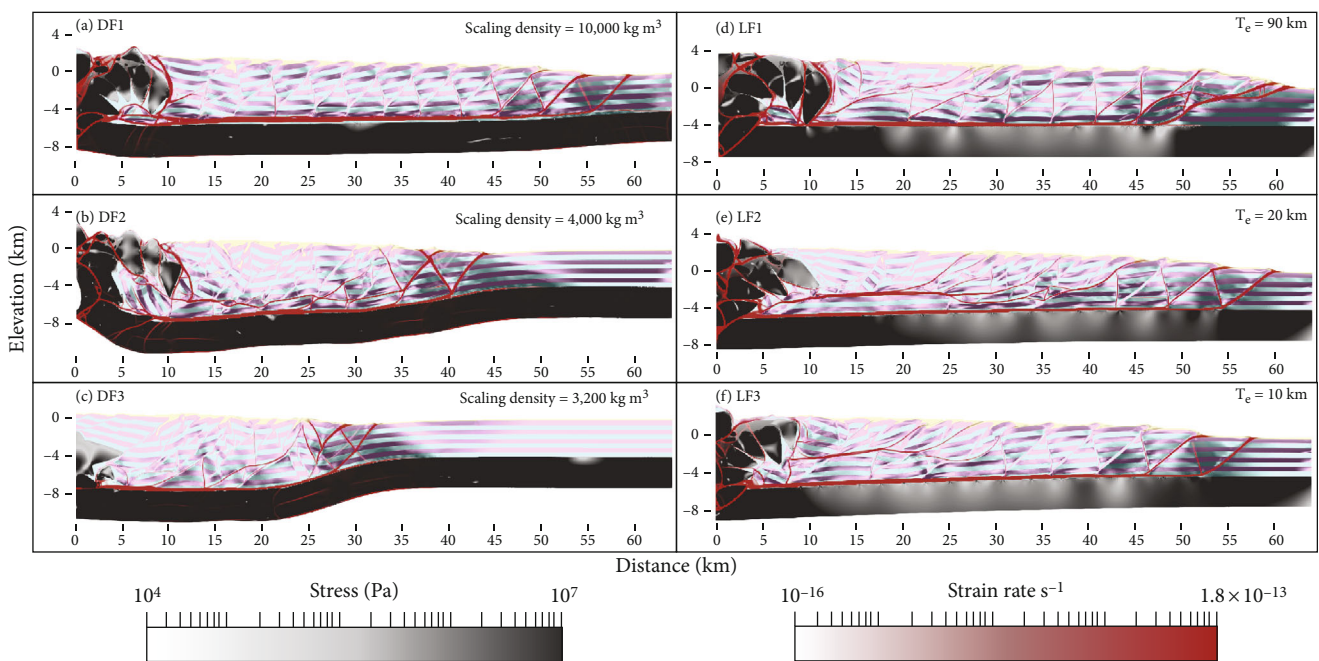 (a) DF1
Scaling density = 10,000 kg m³
4
0
−4
−8
0 5 10 15 20 25 30 35 40 45 50 55 60
(d) LF1
Tₑ = 90 km
4
0
−4
−8
0 5 10 15 20 25 30 35 40 45 50 55 60
(b) DF2
Scaling density = 4,000 kg m³
4
0
−4
−8
0 5 10 15 20 25 30 35 40 45 50 55 60
(e) LF2
Tₑ = 20 km
4
0
−4
−8
0 5 10 15 20 25 30 35 40 45 50 55 60
(c) DF3
Scaling density = 3,200 kg m³
0
−4
−8
0 5 10 15 20 25 30 35 40 45 50 55 60
(f) LF3
Tₑ = 10 km
4
0
−4
−8
0 5 10 15 20 25 30 35 40 45 50 55 60
Elevation (km)
Distance (km)
10⁴ Stress (Pa) 10⁷
10⁻¹⁶ Strain rate s⁻¹ 1.8 × 10⁻¹³